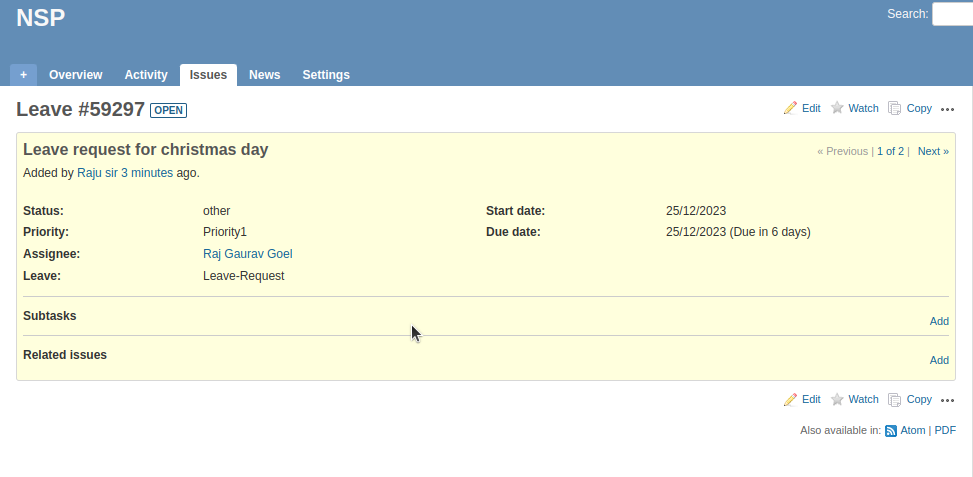 NSP
Search:
+ Overview Activity Issues News Settings
Leave #59297 OPEN
Edit Watch Copy
Leave request for christmas day
« Previous | 1 of 2 | Next »
Added by Raju sir 3 minutes ago.
Status: other Start date: 25/12/2023
Priority: Priority1 Due date: 25/12/2023 (Due in 6 days)
Assignee: Raj Gaurav Goel
Leave: Leave-Request
Subtasks
Add
Related issues
Add
Edit Watch Copy
Also available in: Atom | PDF